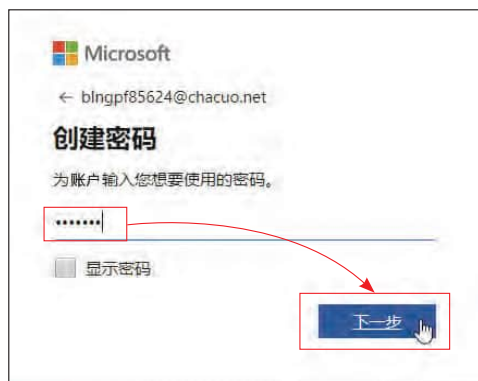 Microsoft
← blngpf85624@chacuo.net
创建密码
为账户输入您想要使用的密码。
•••••••
显示密码
下一步